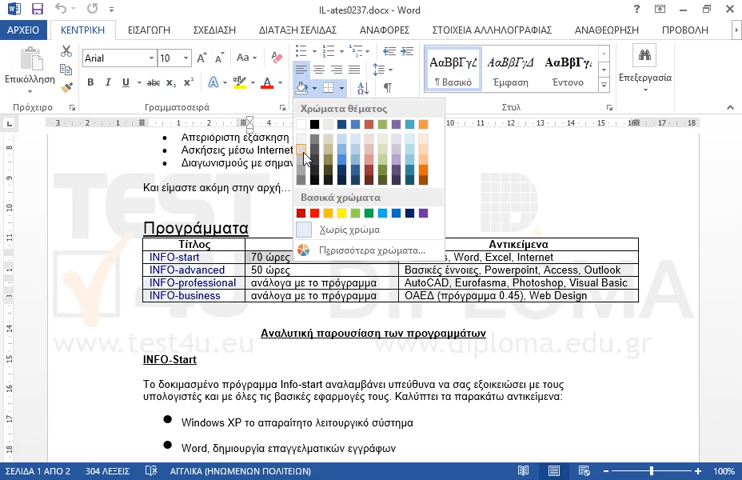 IL-ates0237.docx - Word
ΑΡΧΕΙΟ ΚΕΝΤΡΙΚΗ ΕΙΣΑΓΩΓΗ ΣΧΕΔΙΑΣΗ ΔΙΑΤΑΞΗ ΣΕΛΙΔΑΣ ΑΝΑΦΟΡΕΣ ΣΤΟΙΧΕΙΑ ΑΛΛΗΛΟΓΡΑΦΙΑΣ ΑΝΑΘΕΩΡΗΣΗ ΠΡΟΒΟΛΗ
Επικόλληση Arial 10 ΑαΒβΓγΔ ΑαΒβΓγΔ ΑαΒβΓγΔ Επεξεργασία
¶ Βασικό Έμφαση Έντονο
Πρόχειρο Γραμματοσειρά Στυλ
Χρώματα θέματος
Βασικά χρώματα
Χωρίς χρώμα
Περισσότερα χρώματα...
Απεριόριστη εξάσκηση
Ασκήσεις μέσω Internet
Διαγωνισμούς με σημαν
Και είμαστε ακόμη στην αρχή...
TEST
Προγράμματα
Τίτλος Αντικείμενα
INFO-start 70 ώρες Word, Excel, Internet
INFO-advanced 50 ώρες Βασικές έννοιες, Powerpoint, Access, Outlook
INFO-professional ανάλογα με το πρόγραμμα AutoCAD, Eurofasma, Photoshop, Visual Basic
INFO-business ανάλογα με το πρόγραμμα ΟΑΕΔ (πρόγραμμα 0.45), Web Design
Αναλυτική παρουσίαση των προγραμμάτων
www.test4u.eu www.diploma.edu.gr
INFO-Start
Το δοκιμασμένο πρόγραμμα Info-start αναλαμβάνει υπεύθυνα να σας εξοικειώσει με τους
υπολογιστές και με όλες τις βασικές εφαρμογές τους. Καλύπτει τα παρακάτω αντικείμενα:
Windows XP το απαραίτητο λειτουργικό σύστημα
Word, δημιουργία επαγγελματικών εγγράφων
ΣΕΛΙΔΑ 1 ΑΠΟ 2 304 ΛΕΞΕΙΣ ΑΓΓΛΙΚΑ (ΗΝΩΜΕΝΩΝ ΠΟΛΙΤΕΙΩΝ) 100%